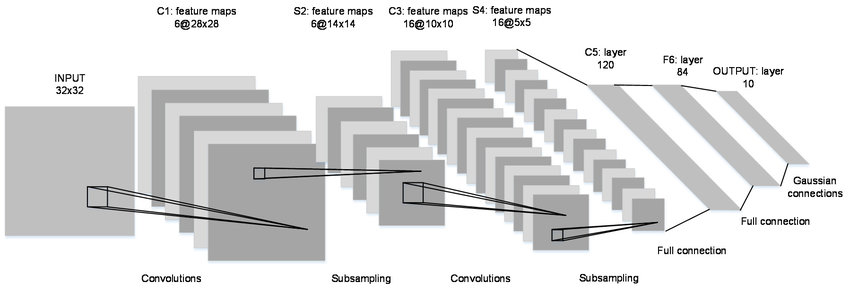 C1: feature maps
6@28x28
S2: feature maps
6@14x14
C3: feature maps
16@10x10
S4: feature maps
16@5x5
INPUT
32x32
C5: layer
120
F6: layer
84
OUTPUT: layer
10
Gaussian
connections
Full connection
Full connection
Convolutions
Subsampling
Convolutions
Subsampling